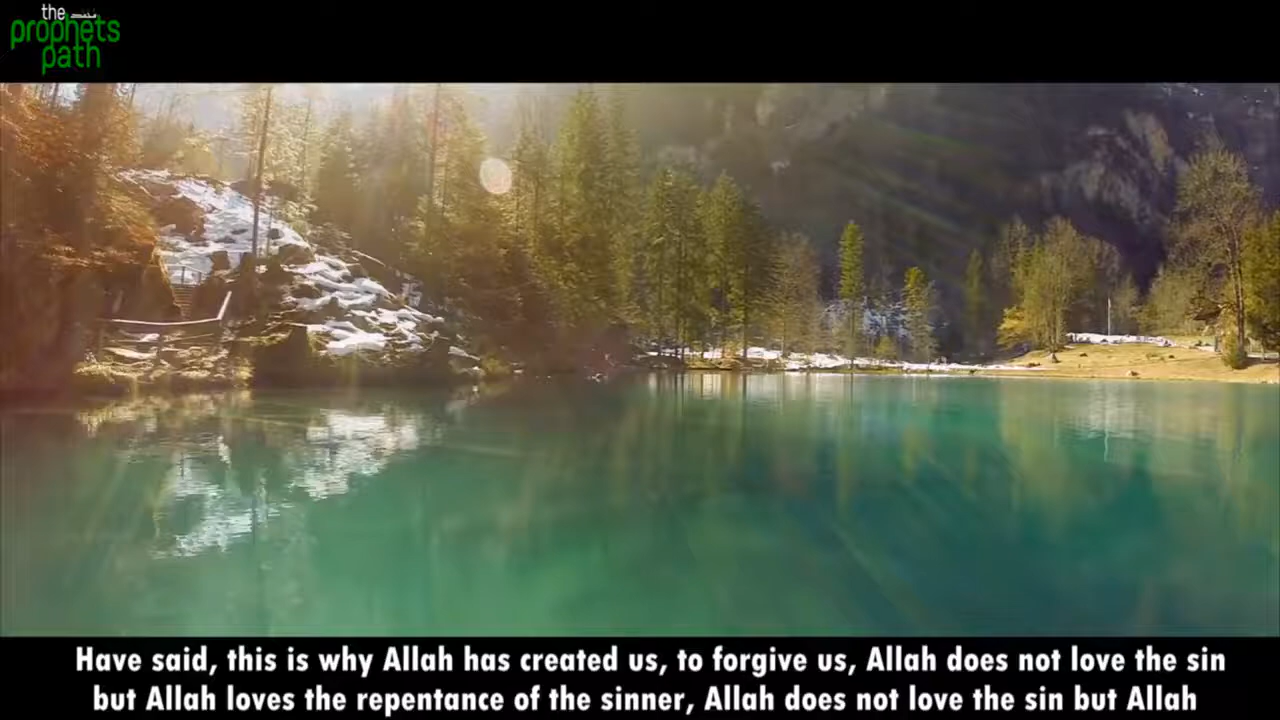 the
prophets
path
Have said, this is why Allah has created us, to forgive us, Allah does not love the sin
but Allah loves the repentance of the sinner, Allah does not love the sin but Allah